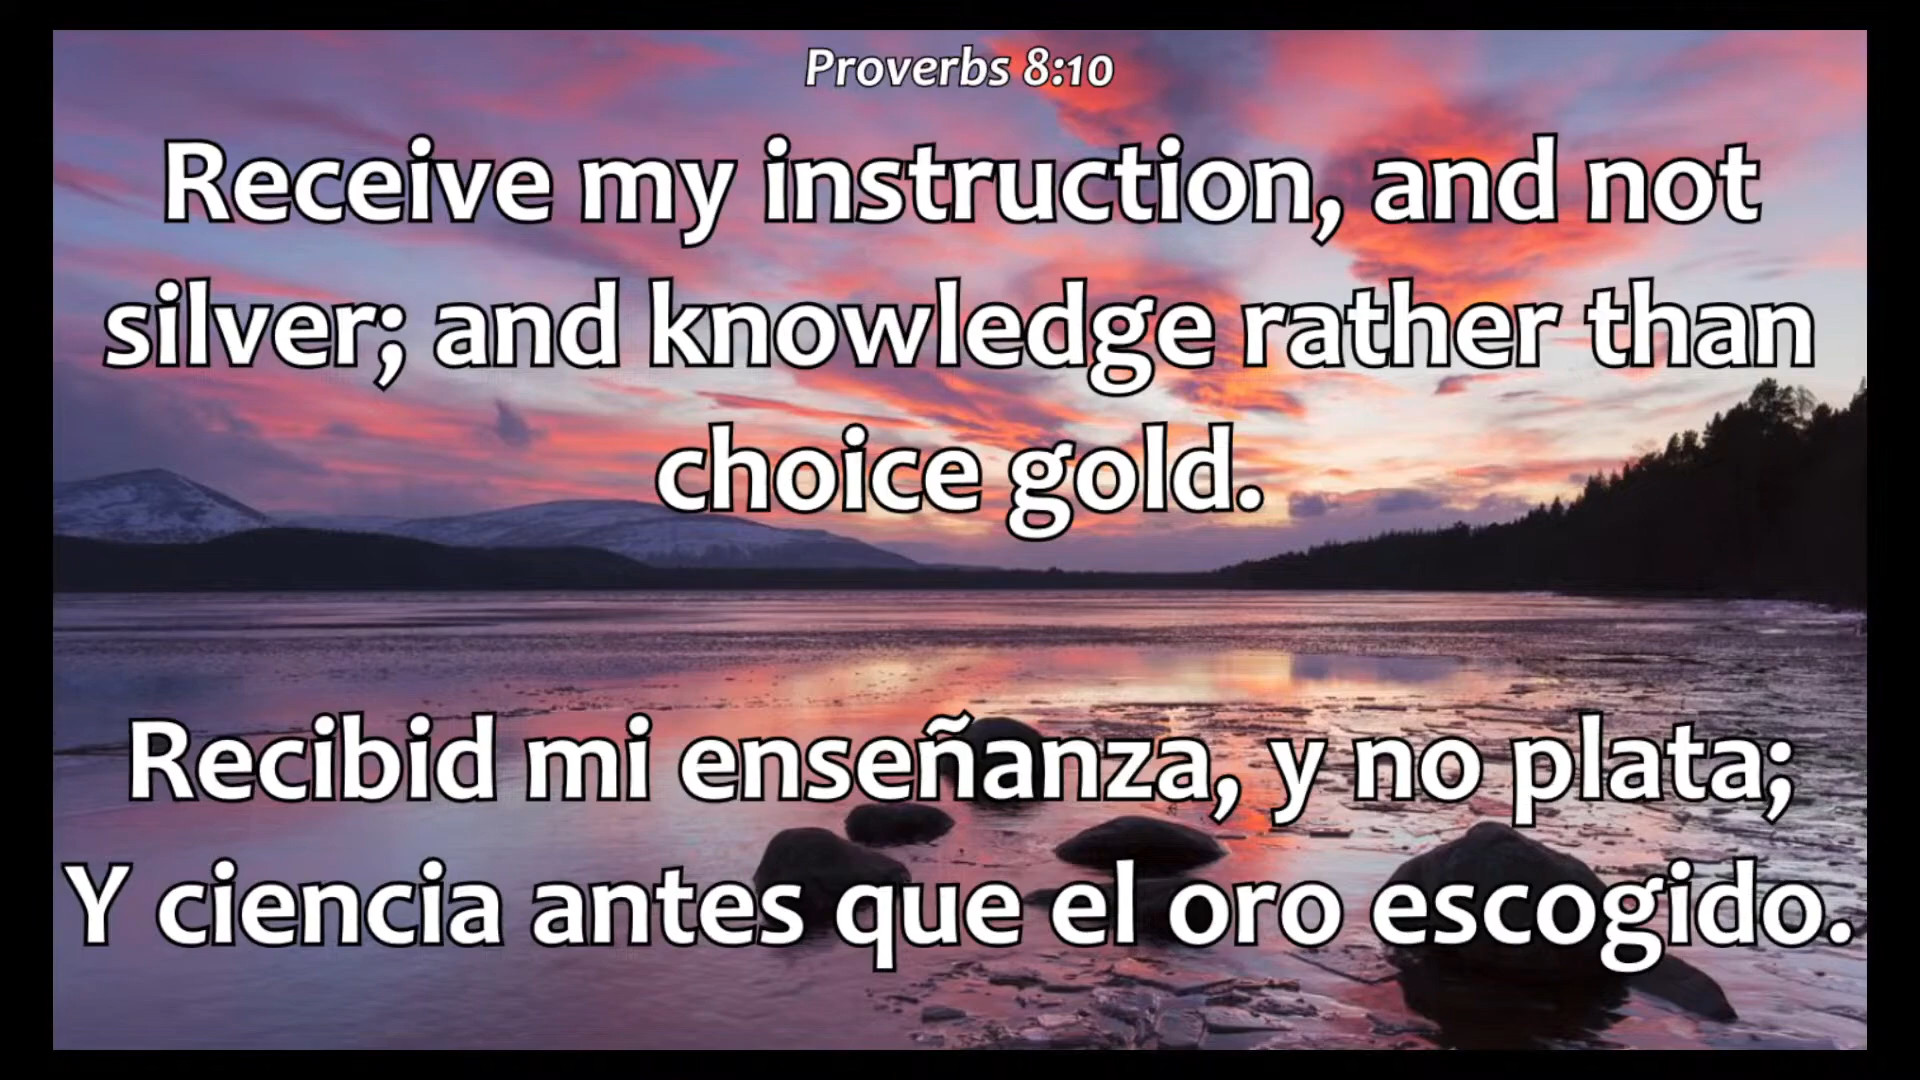 Proverbs 8:10
Receive my instruction, and not
silver; and knowledge rather than
choice gold.
Recibid mi enseñanza, y no plata;
Y ciencia antes que el oro escogido.